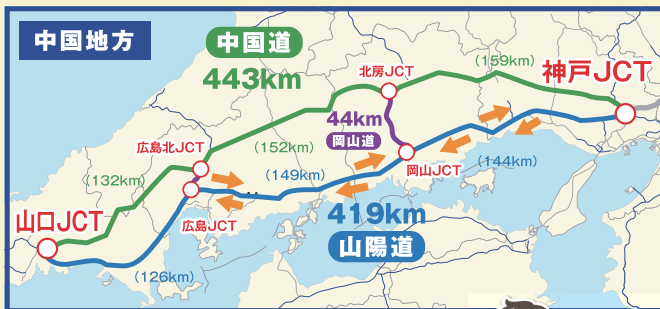 中国地方
中国道
443km
北房JCT
(159km)
神戸JCT
44km
岡山道
広島北JCT
(152km)
岡山JCT
(144km)
(132km)
(149km)
山口JCT
広島JCT
419km
山陽道
(126km)